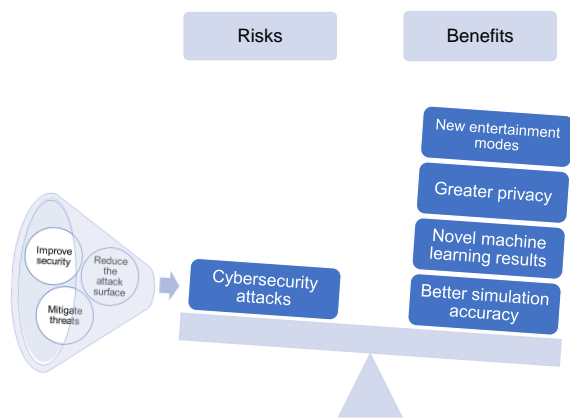 Risks
Benefits
New entertainment
modes
Greater privacy
Novel machine
learning results
Better simulation
accuracy
Cybersecurity
attacks
Improve
security
Reduce
the
attack
surface
Mitigate
threats